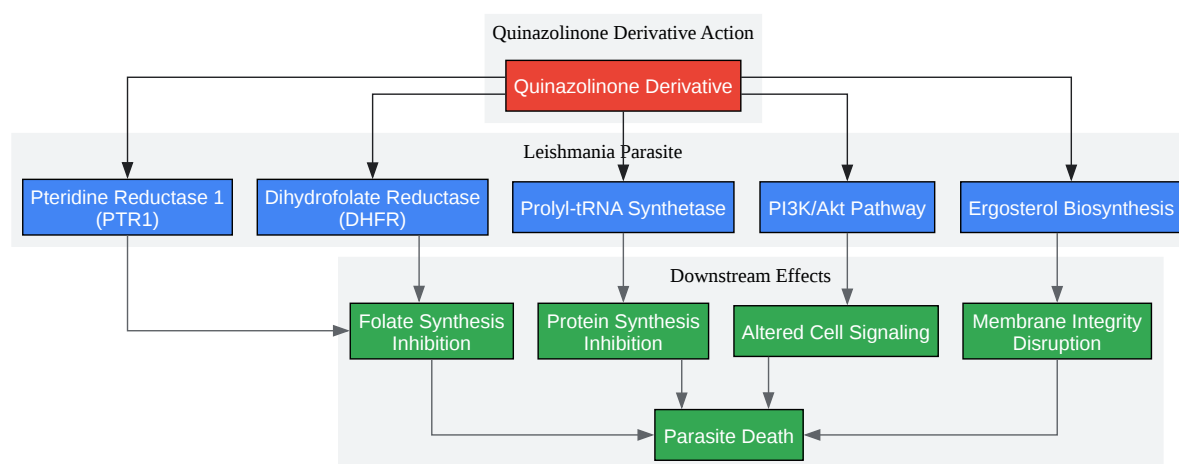 Quinazolinone Derivative Action
Quinazolinone Derivative
Leishmania Parasite
Pteridine Reductase 1
(PTR1)
Dihydrofolate Reductase
(DHFR)
Prolyl-tRNA Synthetase
PI3K/Akt Pathway
Ergosterol Biosynthesis
Downstream Effects
Folate Synthesis
Inhibition
Protein Synthesis
Inhibition
Altered Cell Signaling
Membrane Integrity
Disruption
Parasite Death